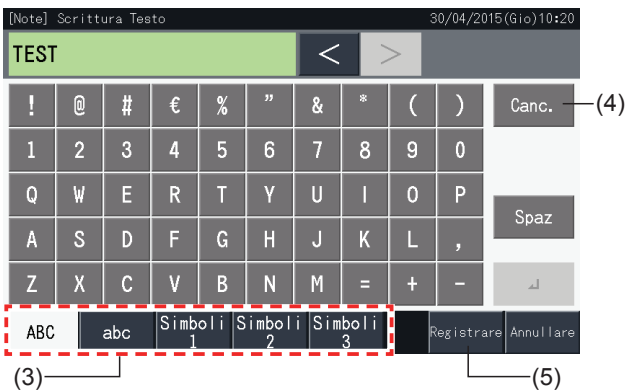 [Note] Scrittura Testo 30/04/2015(Gio)10:20
TEST < >
! @ # € % ” & * ( ) Canc. (4)
1 2 3 4 5 6 7 8 9 0
Q W E R T Y U I O P
Spaz
A S D F G H J K L ,
Z X C V B N M = + - ↵
ABC abc Simboli 1 Simboli 2 Simboli 3 Registrare Annullare
(3) (5)